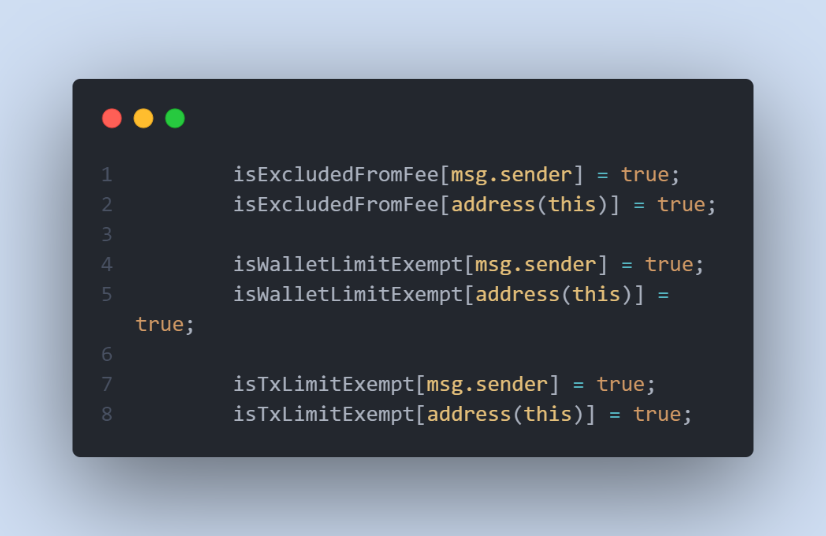 1 isExcludedFromFee[msg.sender] = true;
2 isExcludedFromFee[address(this)] = true;
3
4 isWalletLimitExempt[msg.sender] = true;
5 isWalletLimitExempt[address(this)] =
true;
6
7 isTxLimitExempt[msg.sender] = true;
8 isTxLimitExempt[address(this)] = true;